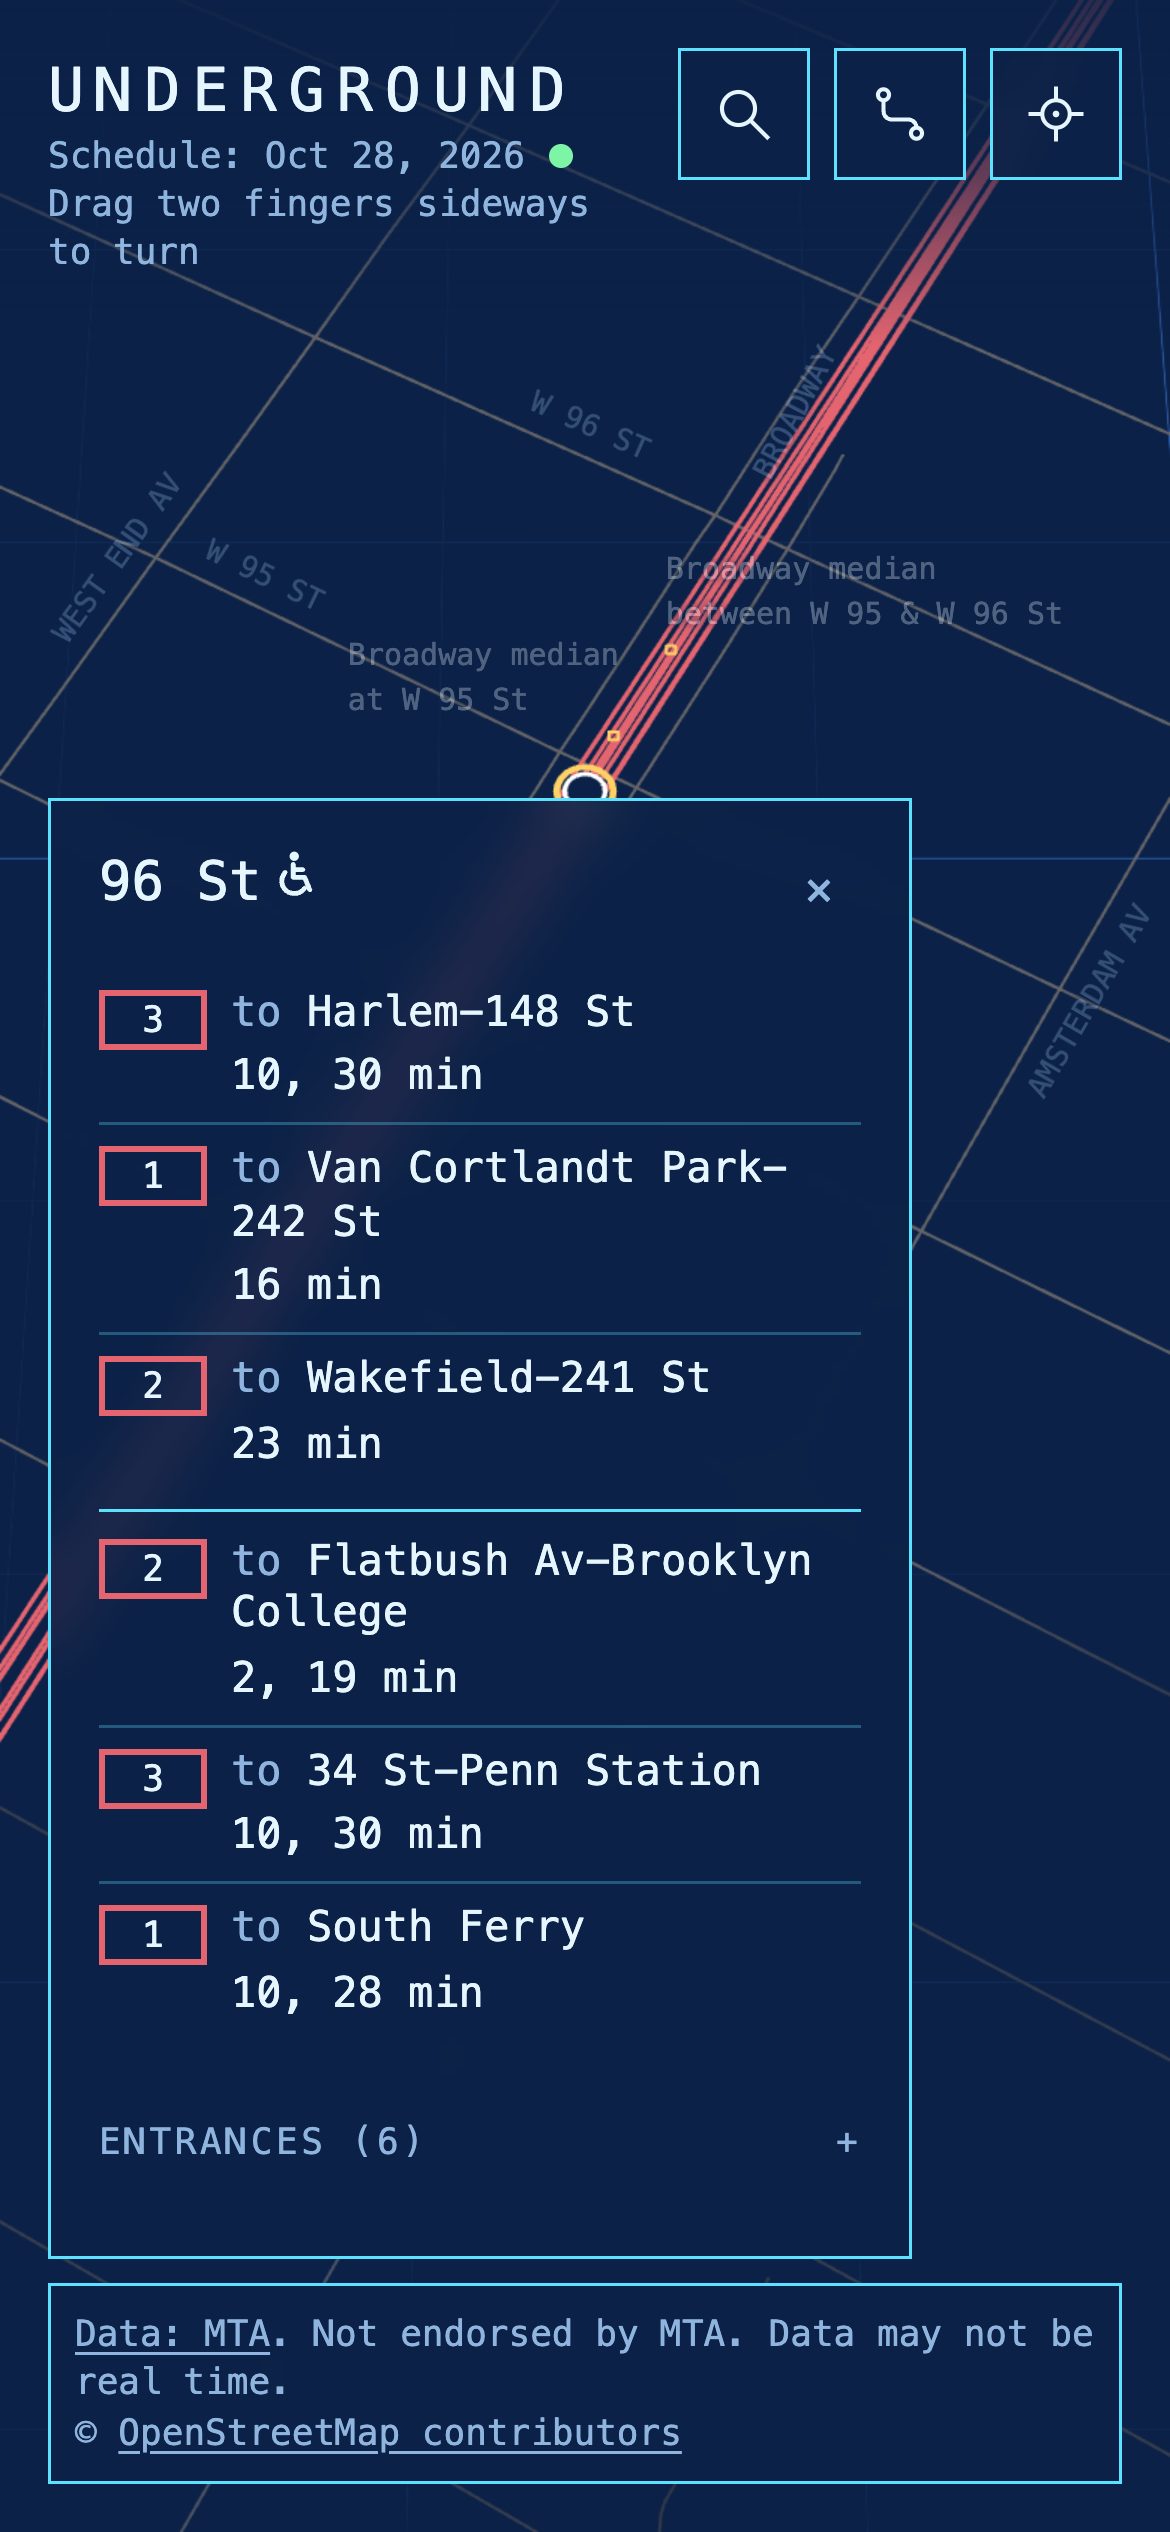 UNDERGROUND
Schedule: Oct 28, 2026
Drag two fingers sideways
to turn
W 96 ST
BROADWAY
WEST END AV
W 95 ST
Broadway median
between W 95 & W 96 St
Broadway median
at W 95 St
AMSTERDAM AV
96 St
×
3 to Harlem–148 St
10, 30 min
1 to Van Cortlandt Park–
242 St
16 min
2 to Wakefield–241 St
23 min
2 to Flatbush Av–Brooklyn
College
2, 19 min
3 to 34 St–Penn Station
10, 30 min
1 to South Ferry
10, 28 min
ENTRANCES (6) +
Data: MTA. Not endorsed by MTA. Data may not be
real time.
© OpenStreetMap contributors